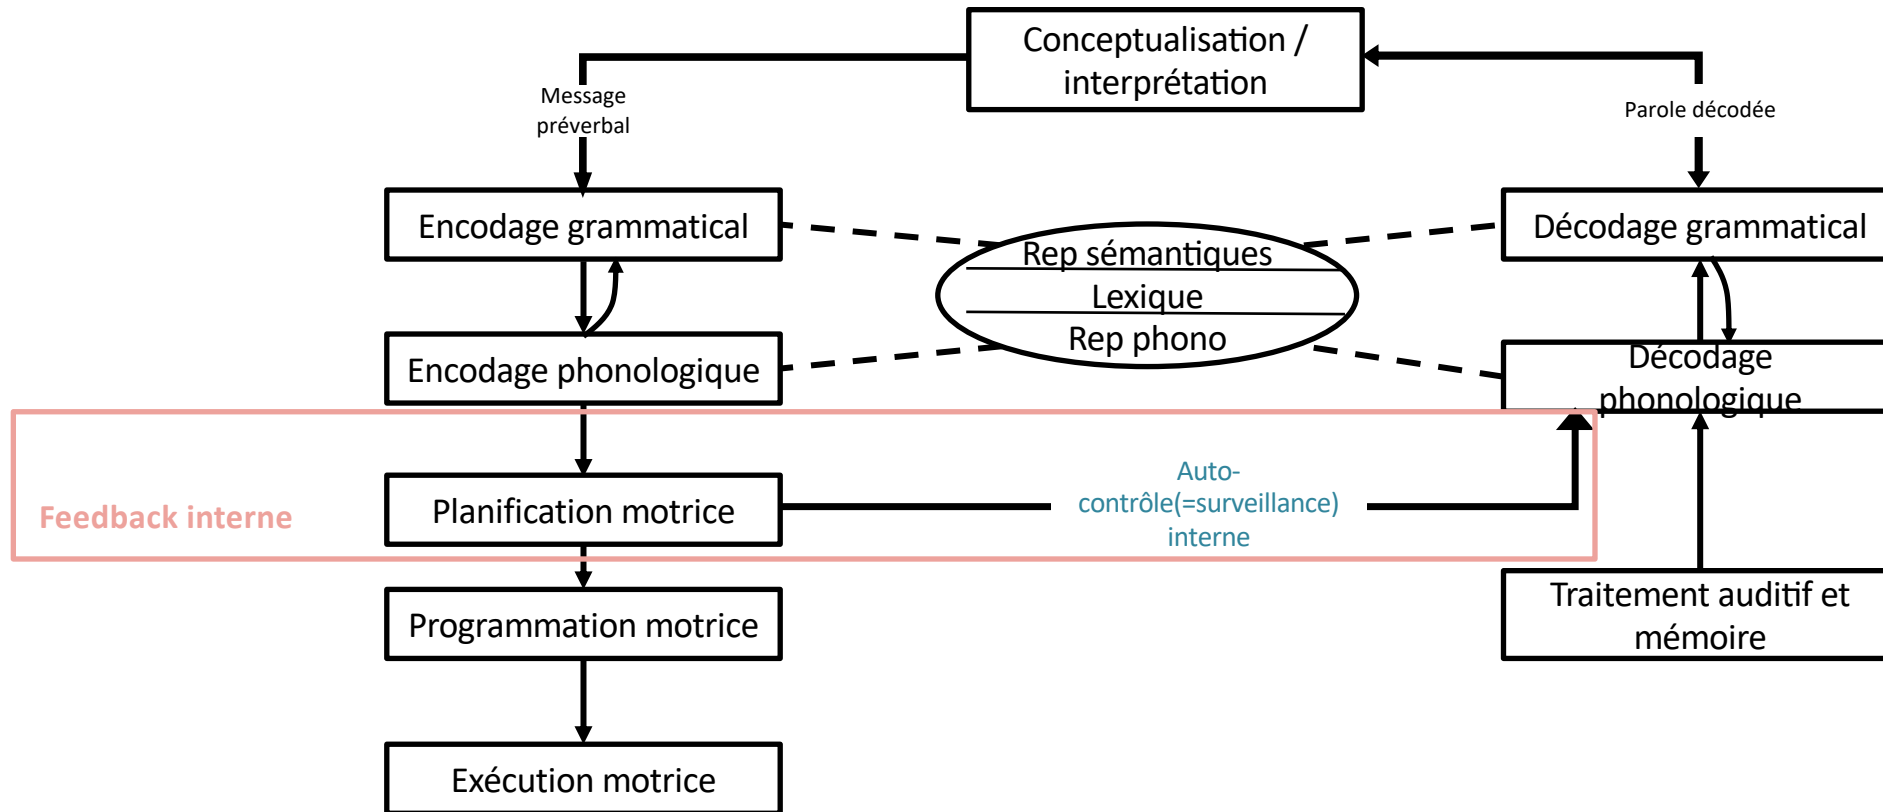 Conceptualisation /
interprétation
Message
préverbal
Parole décodée
Encodage grammatical
Rep sémantiques
Lexique
Rep phono
Décodage grammatical
Encodage phonologique
Décodage
phonologique
Feedback interne
Planification motrice
Auto-
contrôle(=surveillance)
interne
Programmation motrice
Traitement auditif et
mémoire
Exécution motrice